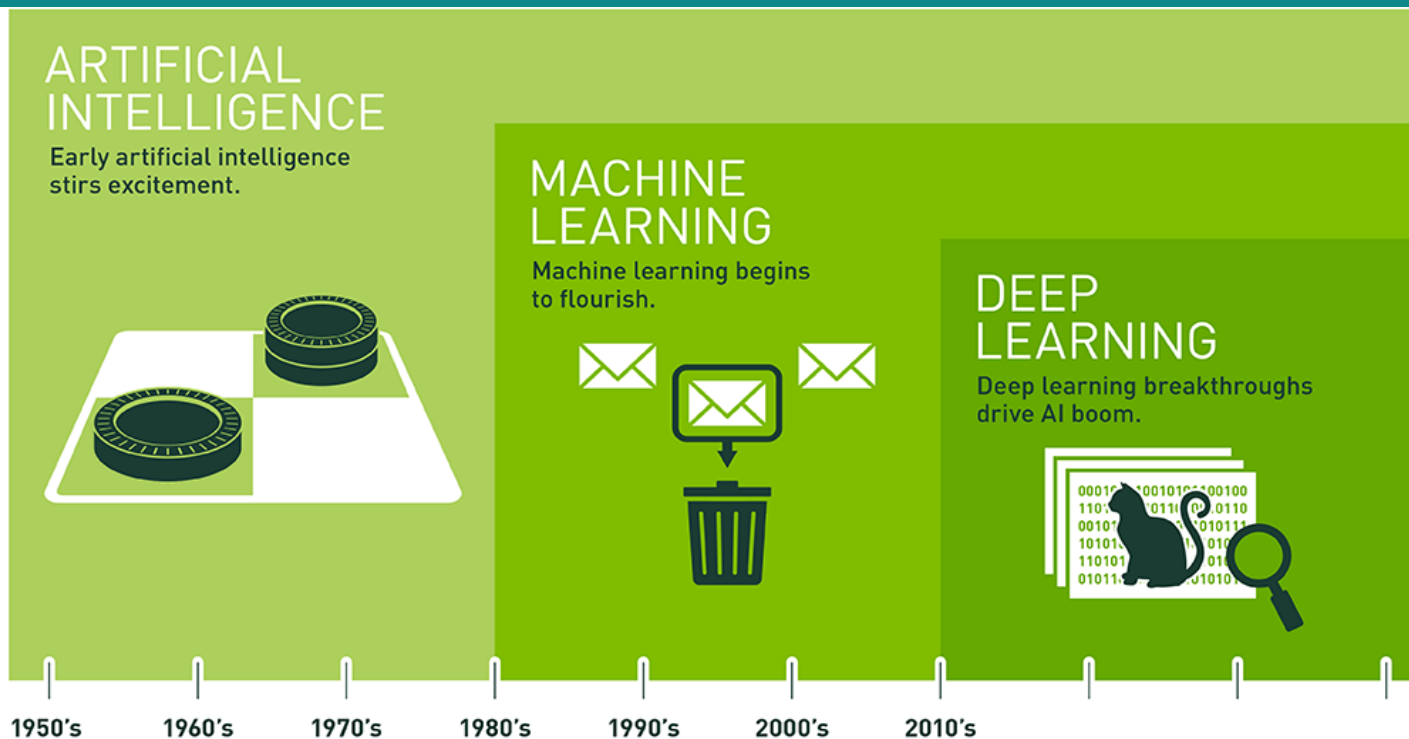 ARTIFICIAL
INTELLIGENCE
Early artificial intelligence
stirs excitement.
MACHINE
LEARNING
Machine learning begins
to flourish.
DEEP
LEARNING
Deep learning breakthroughs
drive AI boom.
1950's 1960's 1970's 1980's 1990's 2000's 2010's